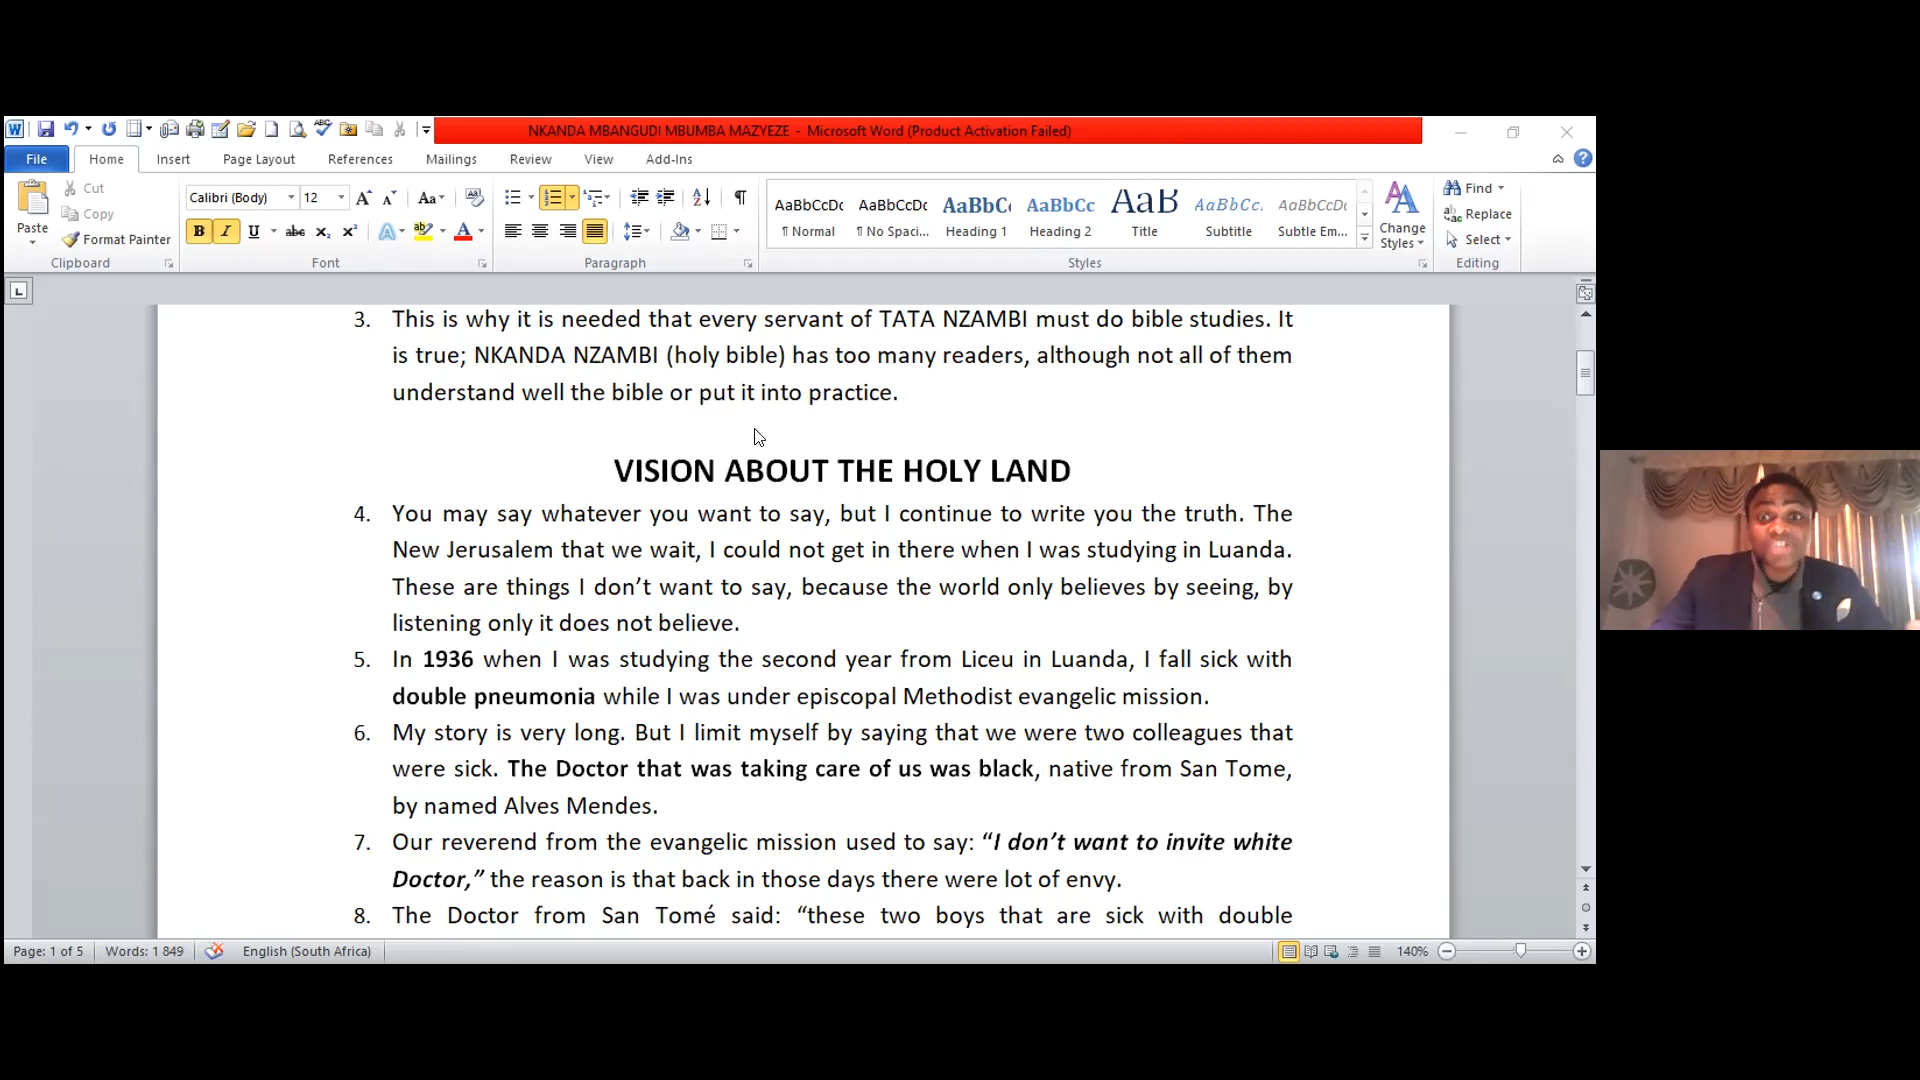 NKANDA MBANGUDI MBUMBA MAZYEZE - Microsoft Word (Product Activation Failed)
File Home Insert Page Layout References Mailings Review View Add-Ins
Cut
Copy
Paste
Format Painter
Clipboard
Calibri (Body) 12
Font
Paragraph
AaBbCcDc AaBbCcDc AaBbC AaBbCc AaB AaBbCc. AaBbCcDc
¶ Normal ¶ No Spaci... Heading 1 Heading 2 Title Subtitle Subtle Em...
Styles
Change
Styles
Find
Replace
Select
Editing
3. This is why it is needed that every servant of TATA NZAMBI must do bible studies. It
is true; NKANDA NZAMBI (holy bible) has too many readers, although not all of them
understand well the bible or put it into practice.
VISION ABOUT THE HOLY LAND
4. You may say whatever you want to say, but I continue to write you the truth. The
New Jerusalem that we wait, I could not get in there when I was studying in Luanda.
These are things I don’t want to say, because the world only believes by seeing, by
listening only it does not believe.
5. In 1936 when I was studying the second year from Liceu in Luanda, I fall sick with
double pneumonia while I was under episcopal Methodist evangelic mission.
6. My story is very long. But I limit myself by saying that we were two colleagues that
were sick. The Doctor that was taking care of us was black, native from San Tome,
by named Alves Mendes.
7. Our reverend from the evangelic mission used to say: “I don’t want to invite white
Doctor,” the reason is that back in those days there were lot of envy.
8. The Doctor from San Tomé said: “these two boys that are sick with double
Page: 1 of 5 Words: 1 849 English (South Africa) 140%